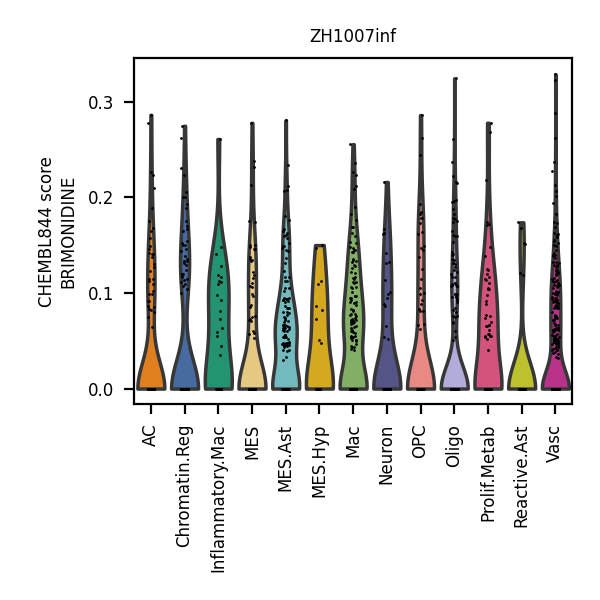 ZH1007inf
CHEMBL844 score
BRIMONIDINE
0.3
0.2
0.1
0.0
AC
Chromatin.Reg
Inflammatory.Mac
MES
MES.Ast
MES.Hyp
Mac
Neuron
OPC
Oligo
Prolif.Metab
Reactive.Ast
Vasc